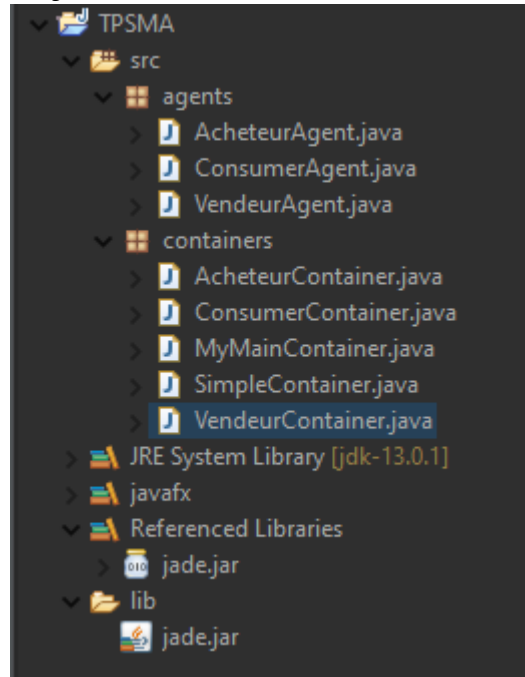 TPSMA
src
agents
AcheteurAgent.java
ConsumerAgent.java
VendeurAgent.java
containers
AcheteurContainer.java
ConsumerContainer.java
MyMainContainer.java
SimpleContainer.java
VendeurContainer.java
JRE System Library [jdk-13.0.1]
javafx
Referenced Libraries
jade.jar
lib
jade.jar